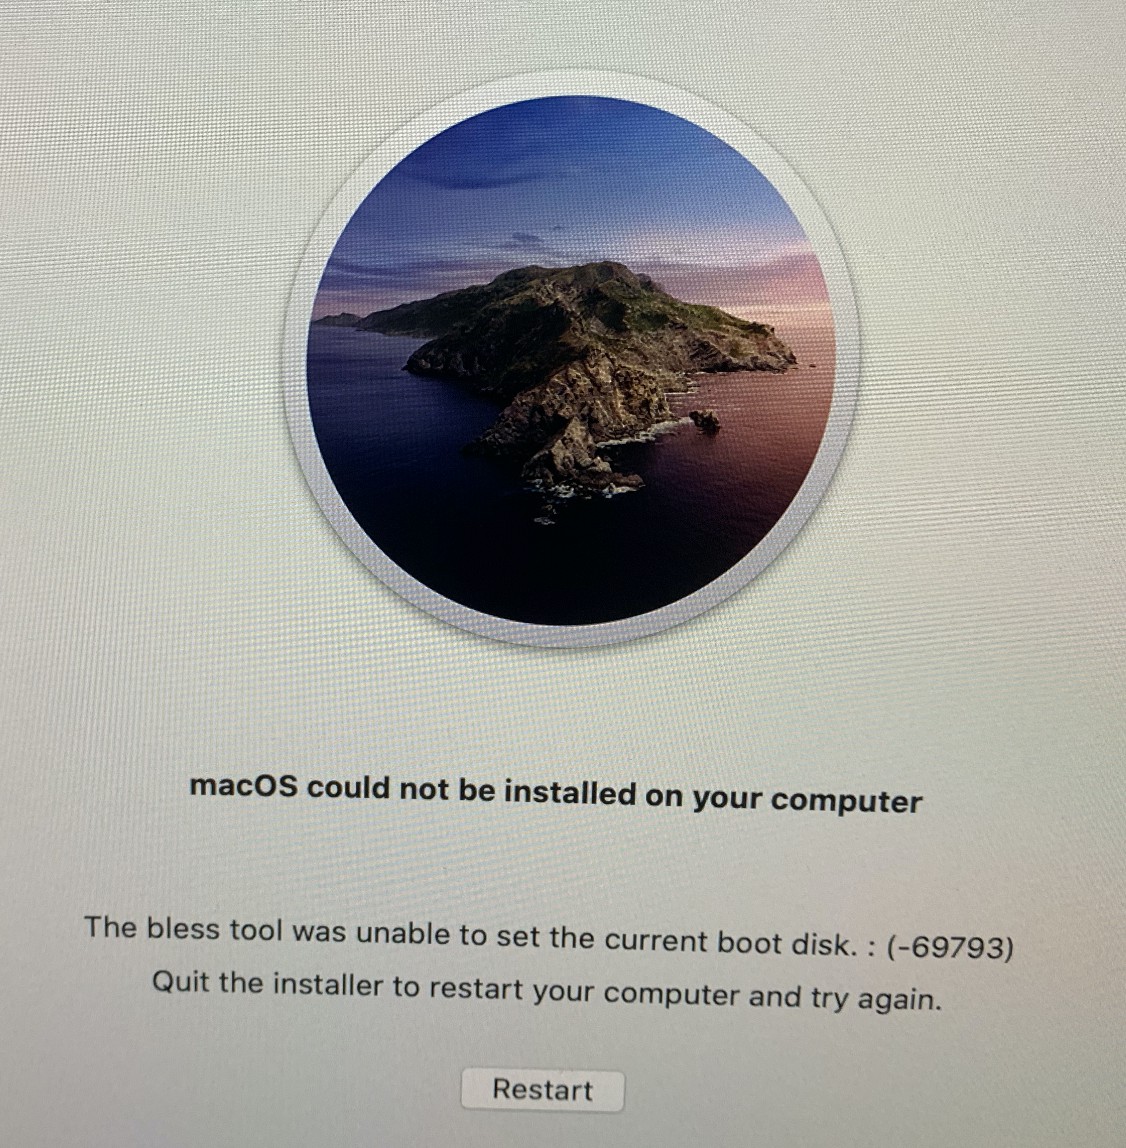 macOS could not be installed on your computer
The bless tool was unable to set the current boot disk. : (-69793)
Quit the installer to restart your computer and try again.
Restart